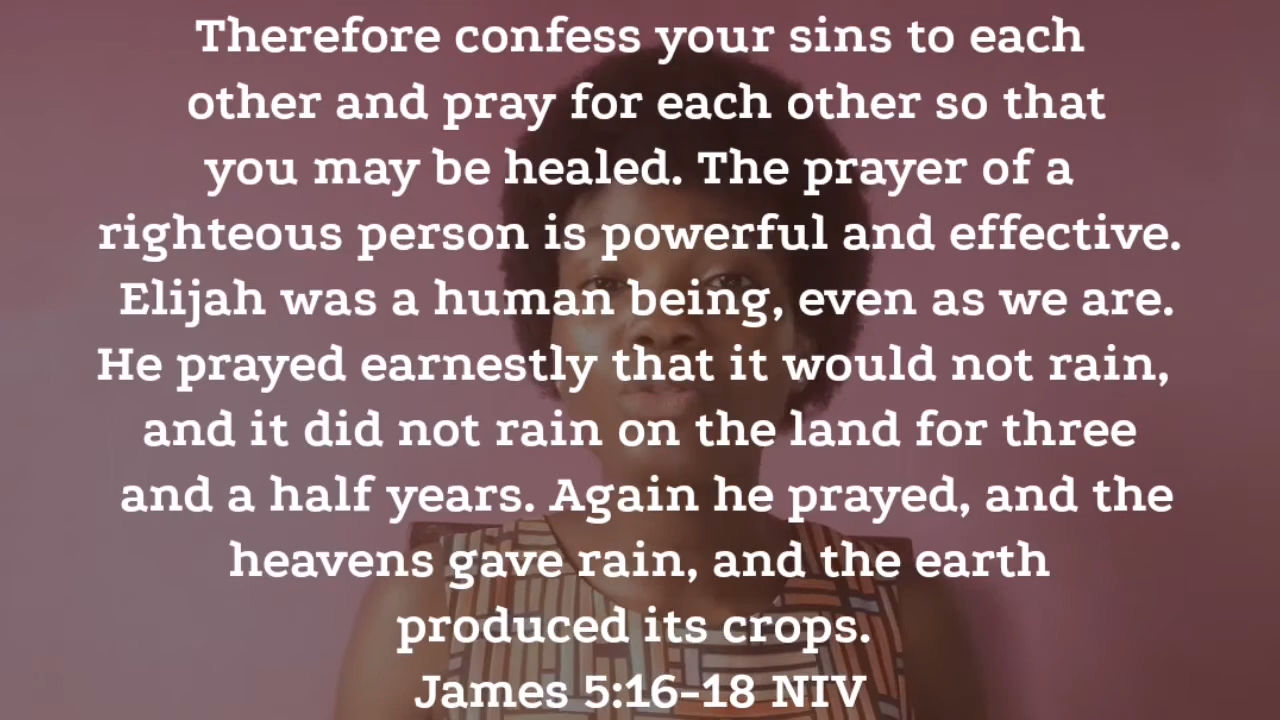 Therefore confess your sins to each
other and pray for each other so that
you may be healed. The prayer of a
righteous person is powerful and effective.
Elijah was a human being, even as we are.
He prayed earnestly that it would not rain,
and it did not rain on the land for three
and a half years. Again he prayed, and the
heavens gave rain, and the earth
produced its crops.
James 5:16-18 NIV